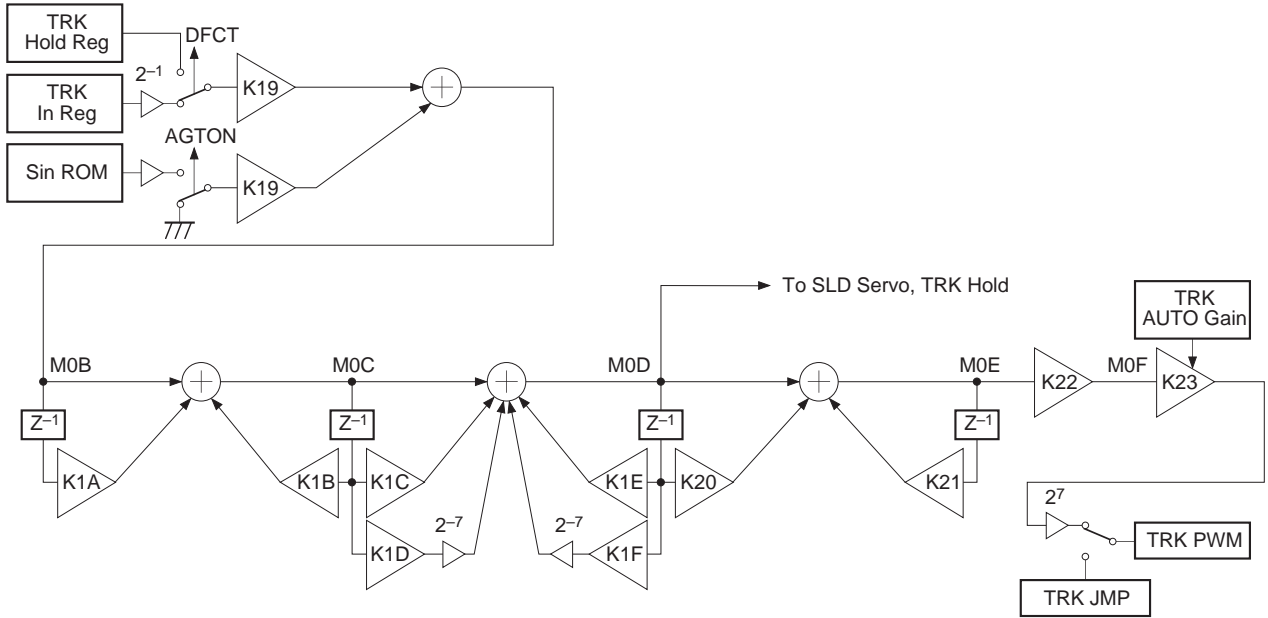 TRK
Hold Reg
DFCT
2–1
TRK
In Reg
K19
AGTON
Sin ROM
K19
To SLD Servo, TRK Hold
TRK
AUTO Gain
M0B
M0C
M0D
M0E
K22
M0F
K23
Z–1
Z–1
Z–1
Z–1
K1A
K1B
K1C
K1E
K20
K21
2–7
2–7
K1D
K1F
27
TRK PWM
TRK JMP